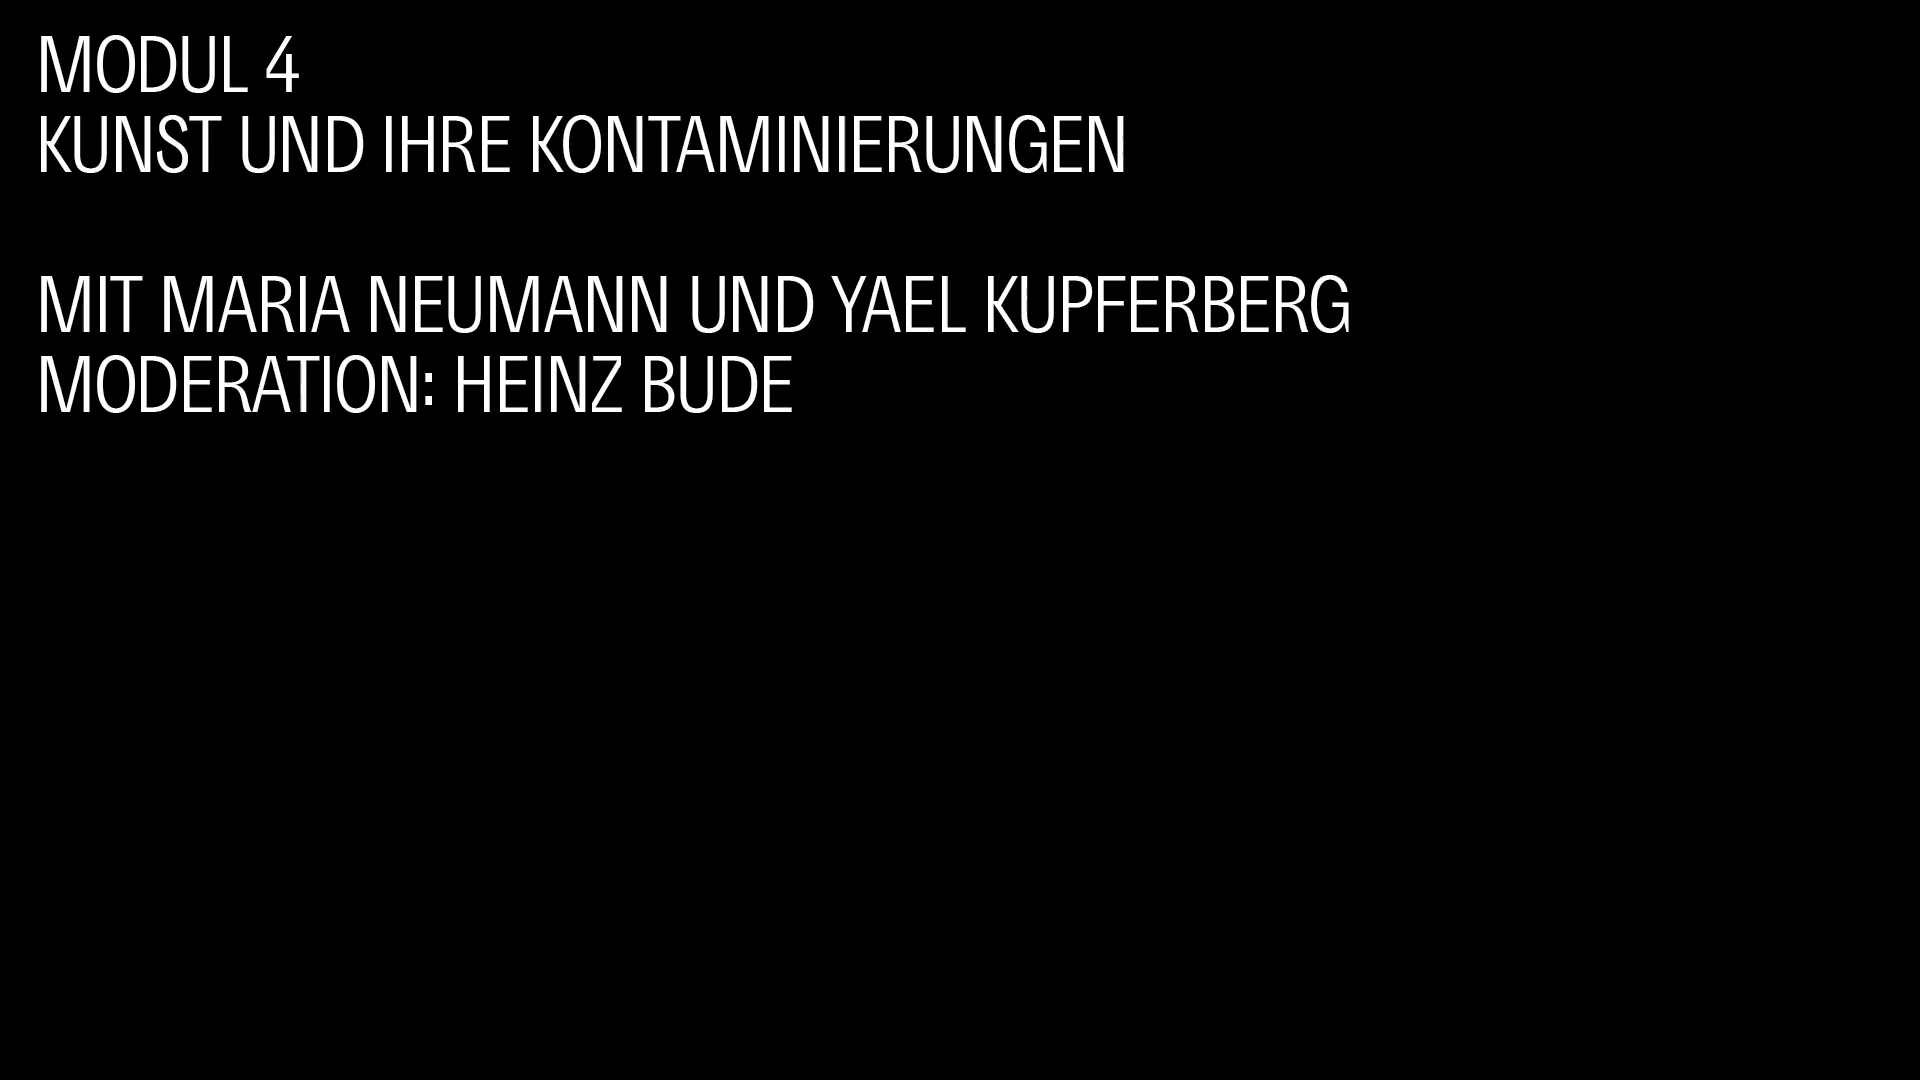 MODUL 4
KUNST UND IHRE KONTAMINIERUNGEN
MIT MARIA NEUMANN UND YAEL KUPFERBERG
MODERATION: HEINZ BUDE